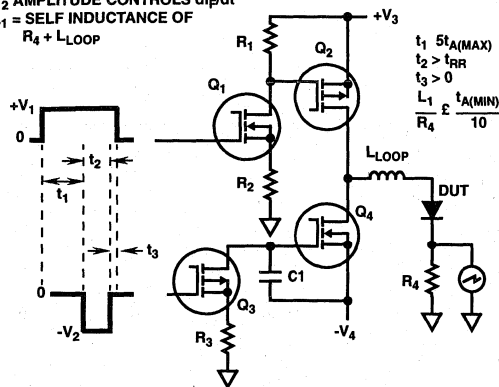 2 AMPLITUDE CONTROLS dIF/dt
1 = SELF INDUCTANCE OF
R4 + LLOOP
+V3
R1
Q2
t1 5tA(MAX)
t2 > tRR
t3 > 0
L1 / R4 £ tA(MIN) / 10
Q1
+V1
0
t2
t1
R2
LLOOP
DUT
Q4
t3
0
-V2
Q3
C1
R4
R3
-V4